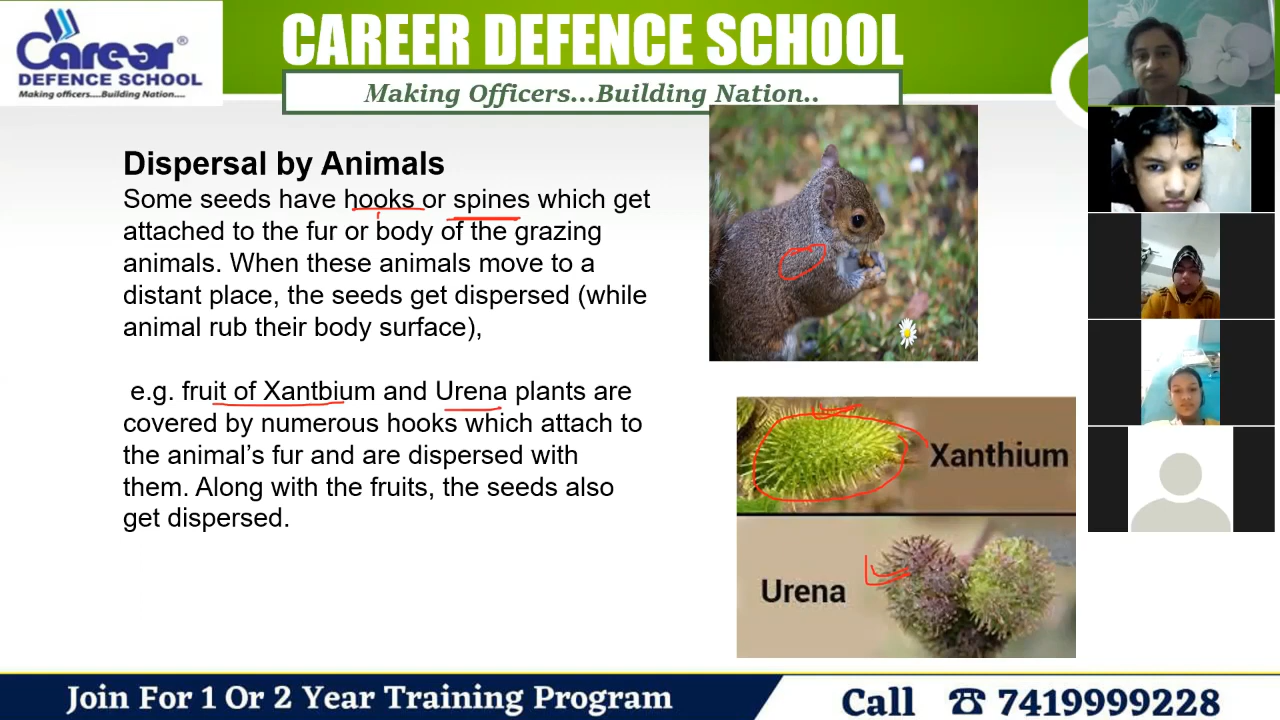 Carear®
DEFENCE SCHOOL
Making officers....Building Nation.....
CAREER DEFENCE SCHOOL
Making Officers...Building Nation..
Dispersal by Animals
Some seeds have hooks or spines which get
attached to the fur or body of the grazing
animals. When these animals move to a
distant place, the seeds get dispersed (while
animal rub their body surface),
e.g. fruit of Xantbium and Urena plants are
covered by numerous hooks which attach to
the animal’s fur and are dispersed with
them. Along with the fruits, the seeds also
get dispersed.
Xanthium
Urena
Join For 1 Or 2 Year Training Program
Call ☎ 7419999228